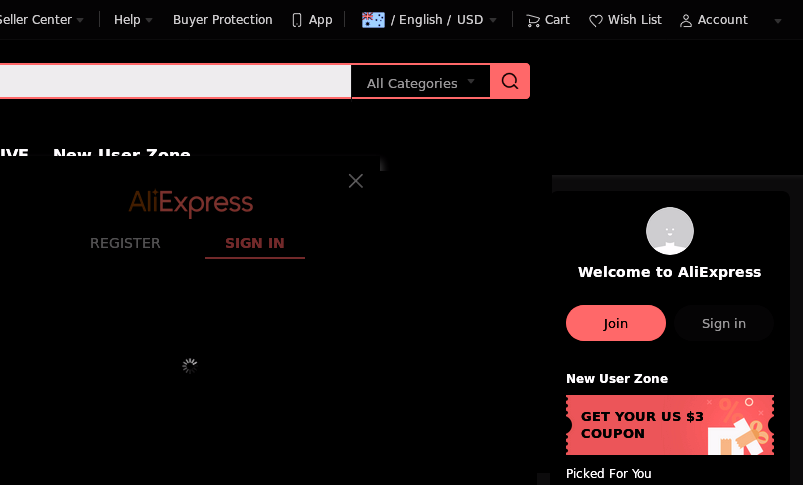 Seller Center
Help
Buyer Protection
App
/ English / USD
Cart
Wish List
Account
All Categories
New User Zone
AliExpress
REGISTER
SIGN IN
Welcome to AliExpress
Join
Sign in
New User Zone
GET YOUR US $3
COUPON
Picked For You